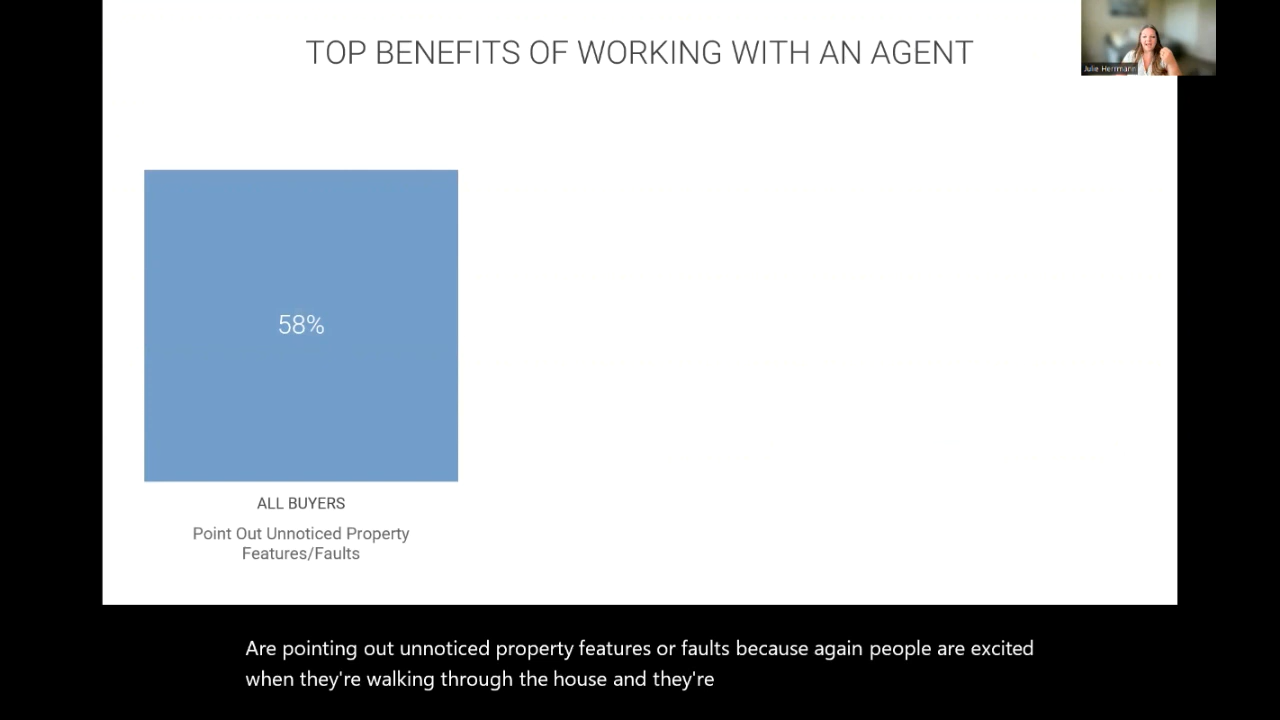 TOP BENEFITS OF WORKING WITH AN AGENT
Julie Herrmann
58%
ALL BUYERS
Point Out Unnoticed Property
Features/Faults
Are pointing out unnoticed property features or faults because again people are excited
when they're walking through the house and they're